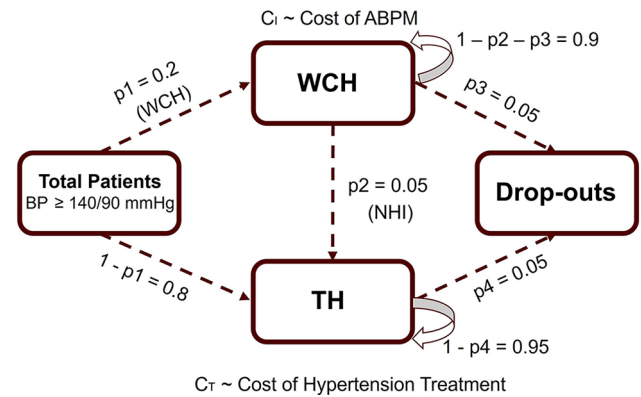 Cı ~ Cost of ABPM
1 – p2 – p3 = 0.9
WCH
p1 = 0.2
(WCH)
p3 = 0.05
Total Patients
BP ≥ 140/90 mmHg
p2 = 0.05
(NHI)
Drop-outs
1 - p1 = 0.8
TH
p4 = 0.05
1 - p4 = 0.95
Cᴛ ~ Cost of Hypertension Treatment